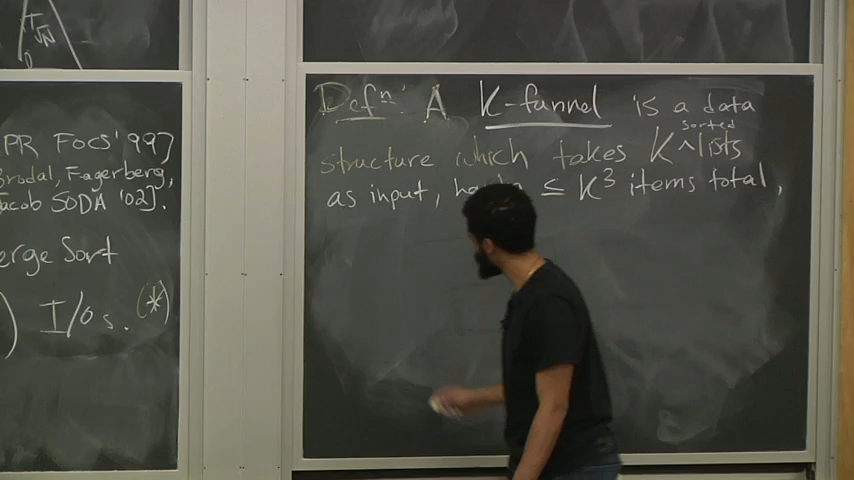 √N
PR FOCS '99]
Brodal, Fagerberg,
Jacob SODA '02].
erge Sort
) I/Os. (*)
Defⁿ: A K-funnel is a data
sorted
structure which takes K ^ lists
as input, ≤ K³ items total,